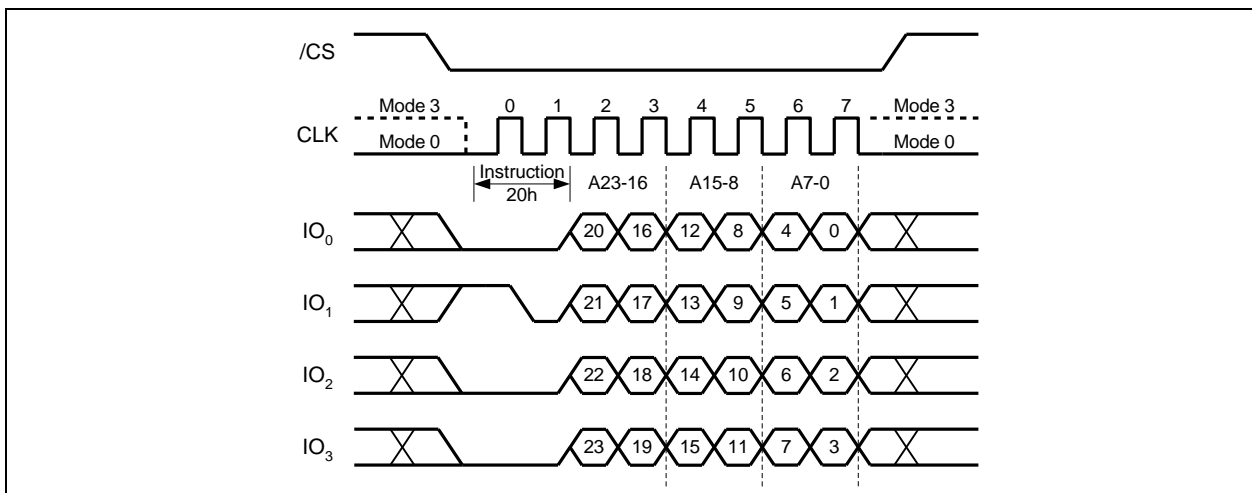 /CS
Mode 3 0 1 2 3 4 5 6 7 Mode 3
CLK
Mode 0 Mode 0
Instruction A23-16 A15-8 A7-0
20h
IO0 20 16 12 8 4 0
IO1 21 17 13 9 5 1
IO2 22 18 14 10 6 2
IO3 23 19 15 11 7 3